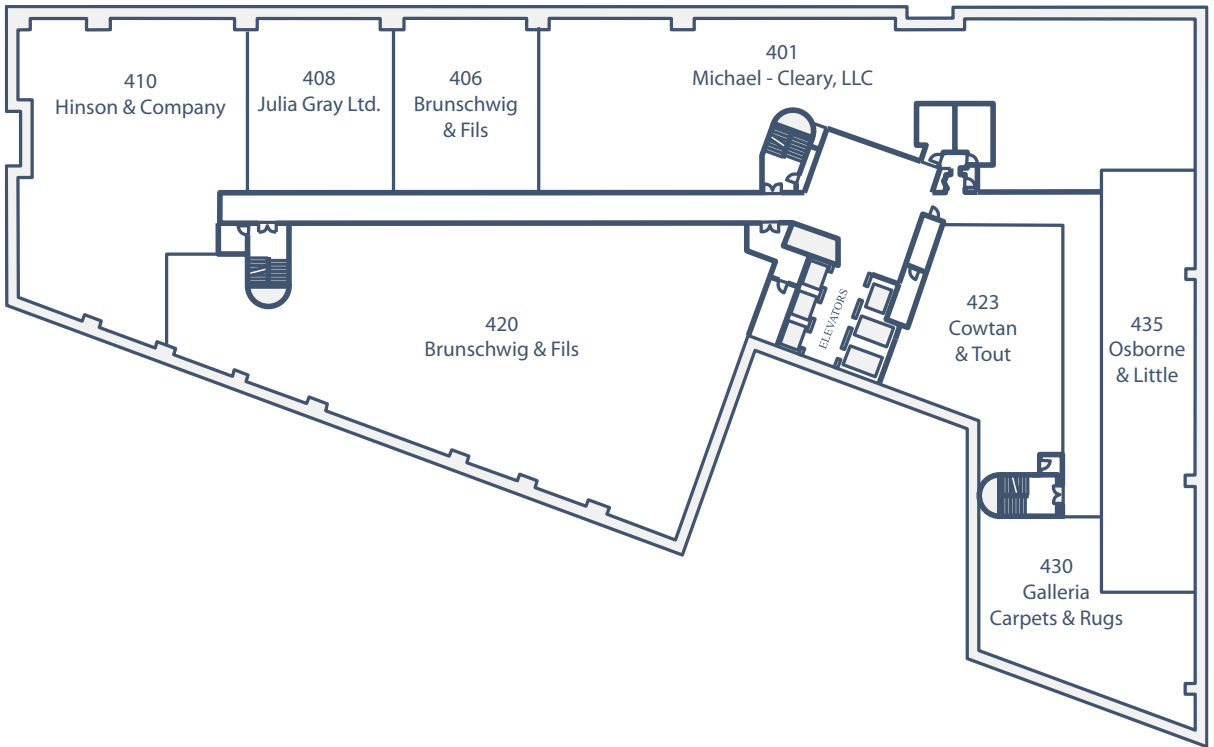 410
Hinson & Company
408
Julia Gray Ltd.
406
Brunschwig
& Fils
401
Michael - Cleary, LLC
420
Brunschwig & Fils
ELEVATORS
423
Cowtan
& Tout
435
Osborne
& Little
430
Galleria
Carpets & Rugs